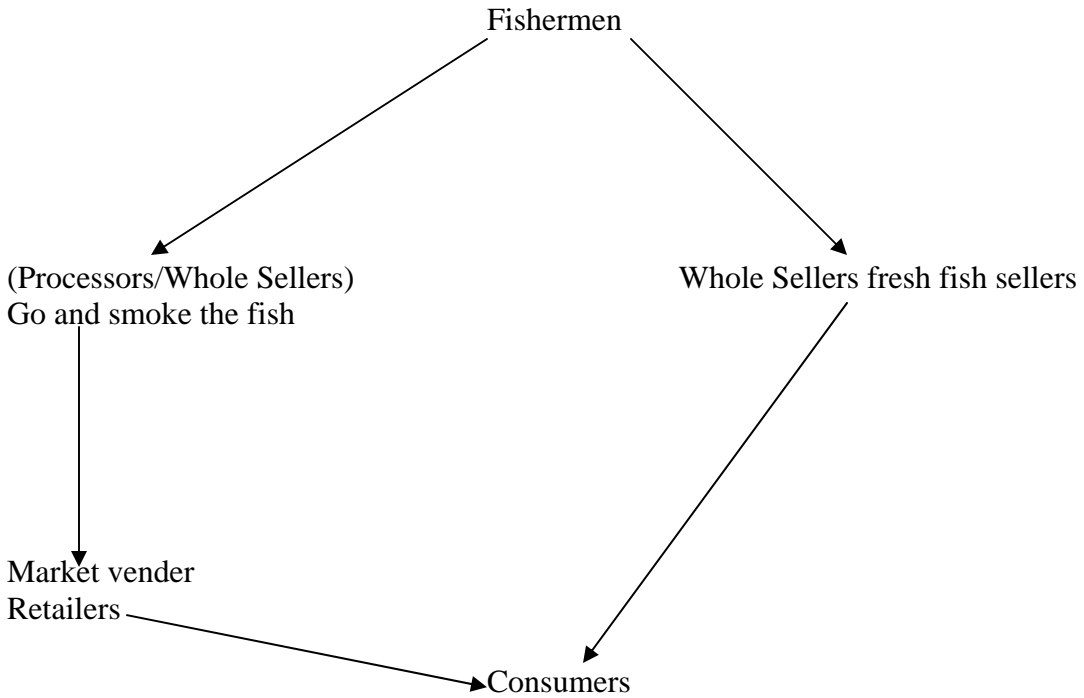 Fishermen
(Processors/Whole Sellers)
Go and smoke the fish
Whole Sellers fresh fish sellers
Market vender
Retailers
Consumers